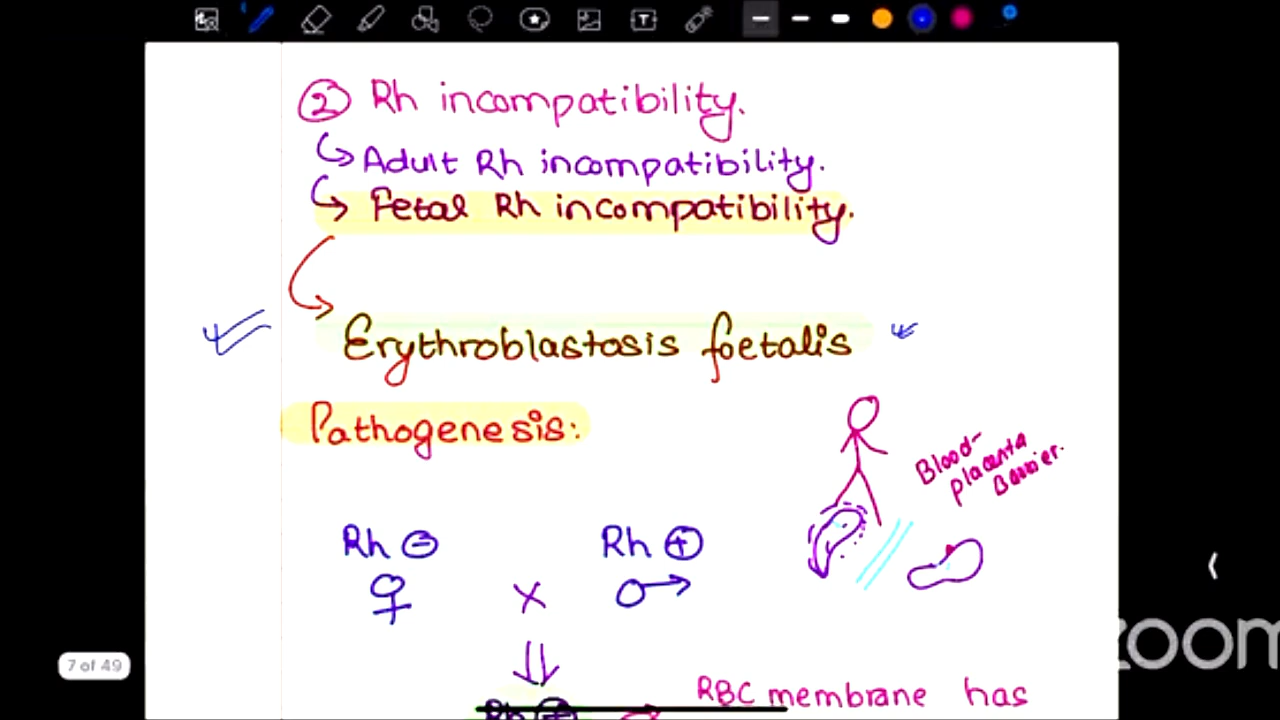 ② Rh incompatibility.
↳ Adult Rh incompatibility.
↳ Fetal Rh incompatibility.
Erythroblastosis foetalis
Pathogenesis:
Blood-
placenta
Barrier.
Rh ⊖ Rh ⊕
♀ × ♂
Rh ⊕
RBC membrane has
7 of 49
zoom